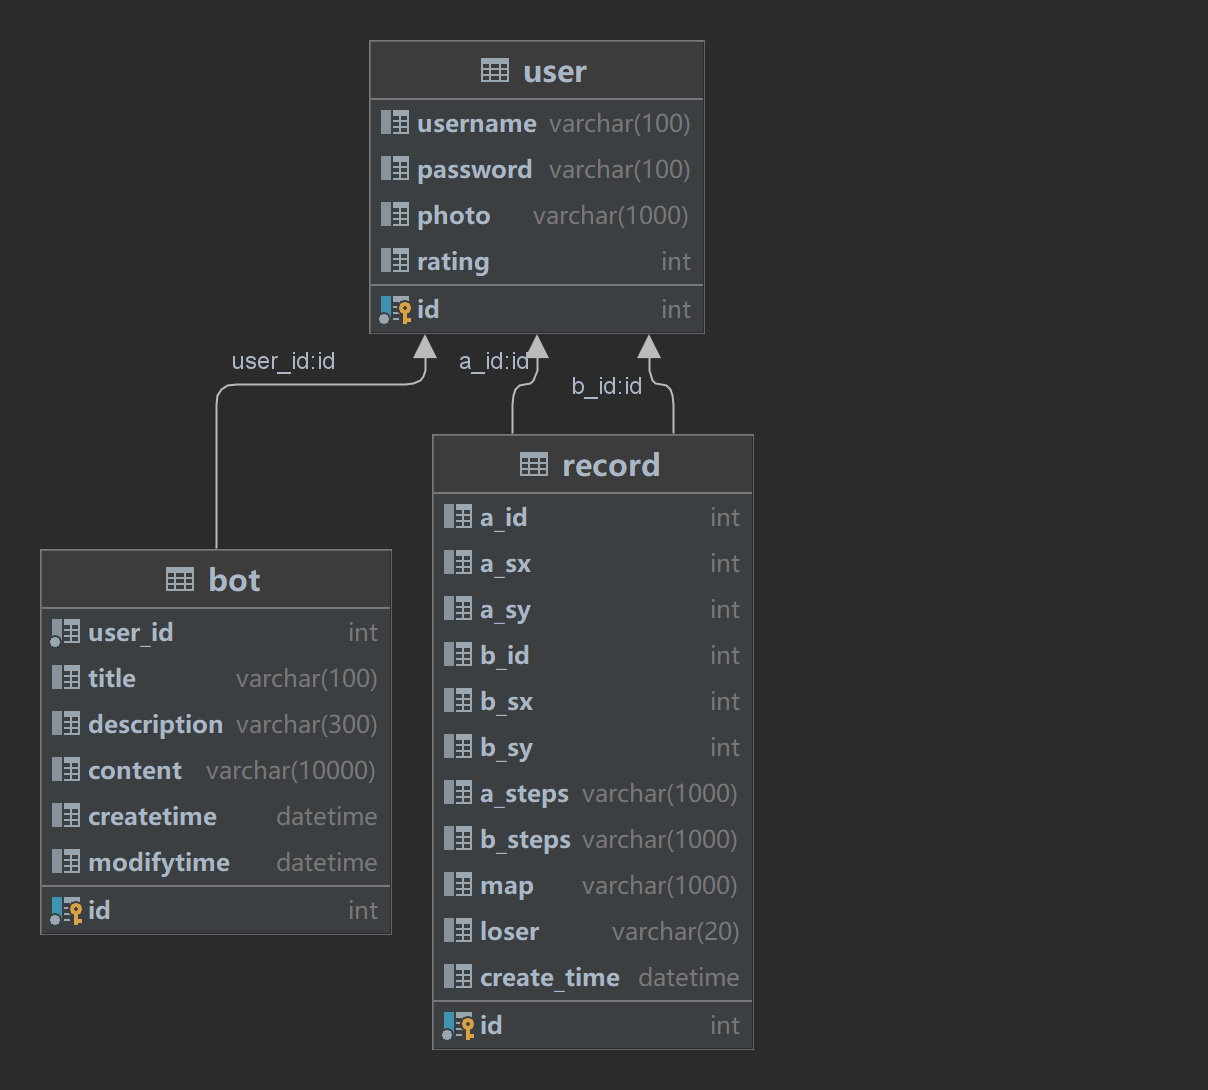 user
username varchar(100)
password varchar(100)
photo varchar(1000)
rating int
id int
user_id:id
a_id:id
b_id:id
record
a_id int
a_sx int
a_sy int
b_id int
b_sx int
b_sy int
a_steps varchar(1000)
b_steps varchar(1000)
map varchar(1000)
loser varchar(20)
create_time datetime
id int
bot
user_id int
title varchar(100)
description varchar(300)
content varchar(10000)
createtime datetime
modifytime datetime
id int